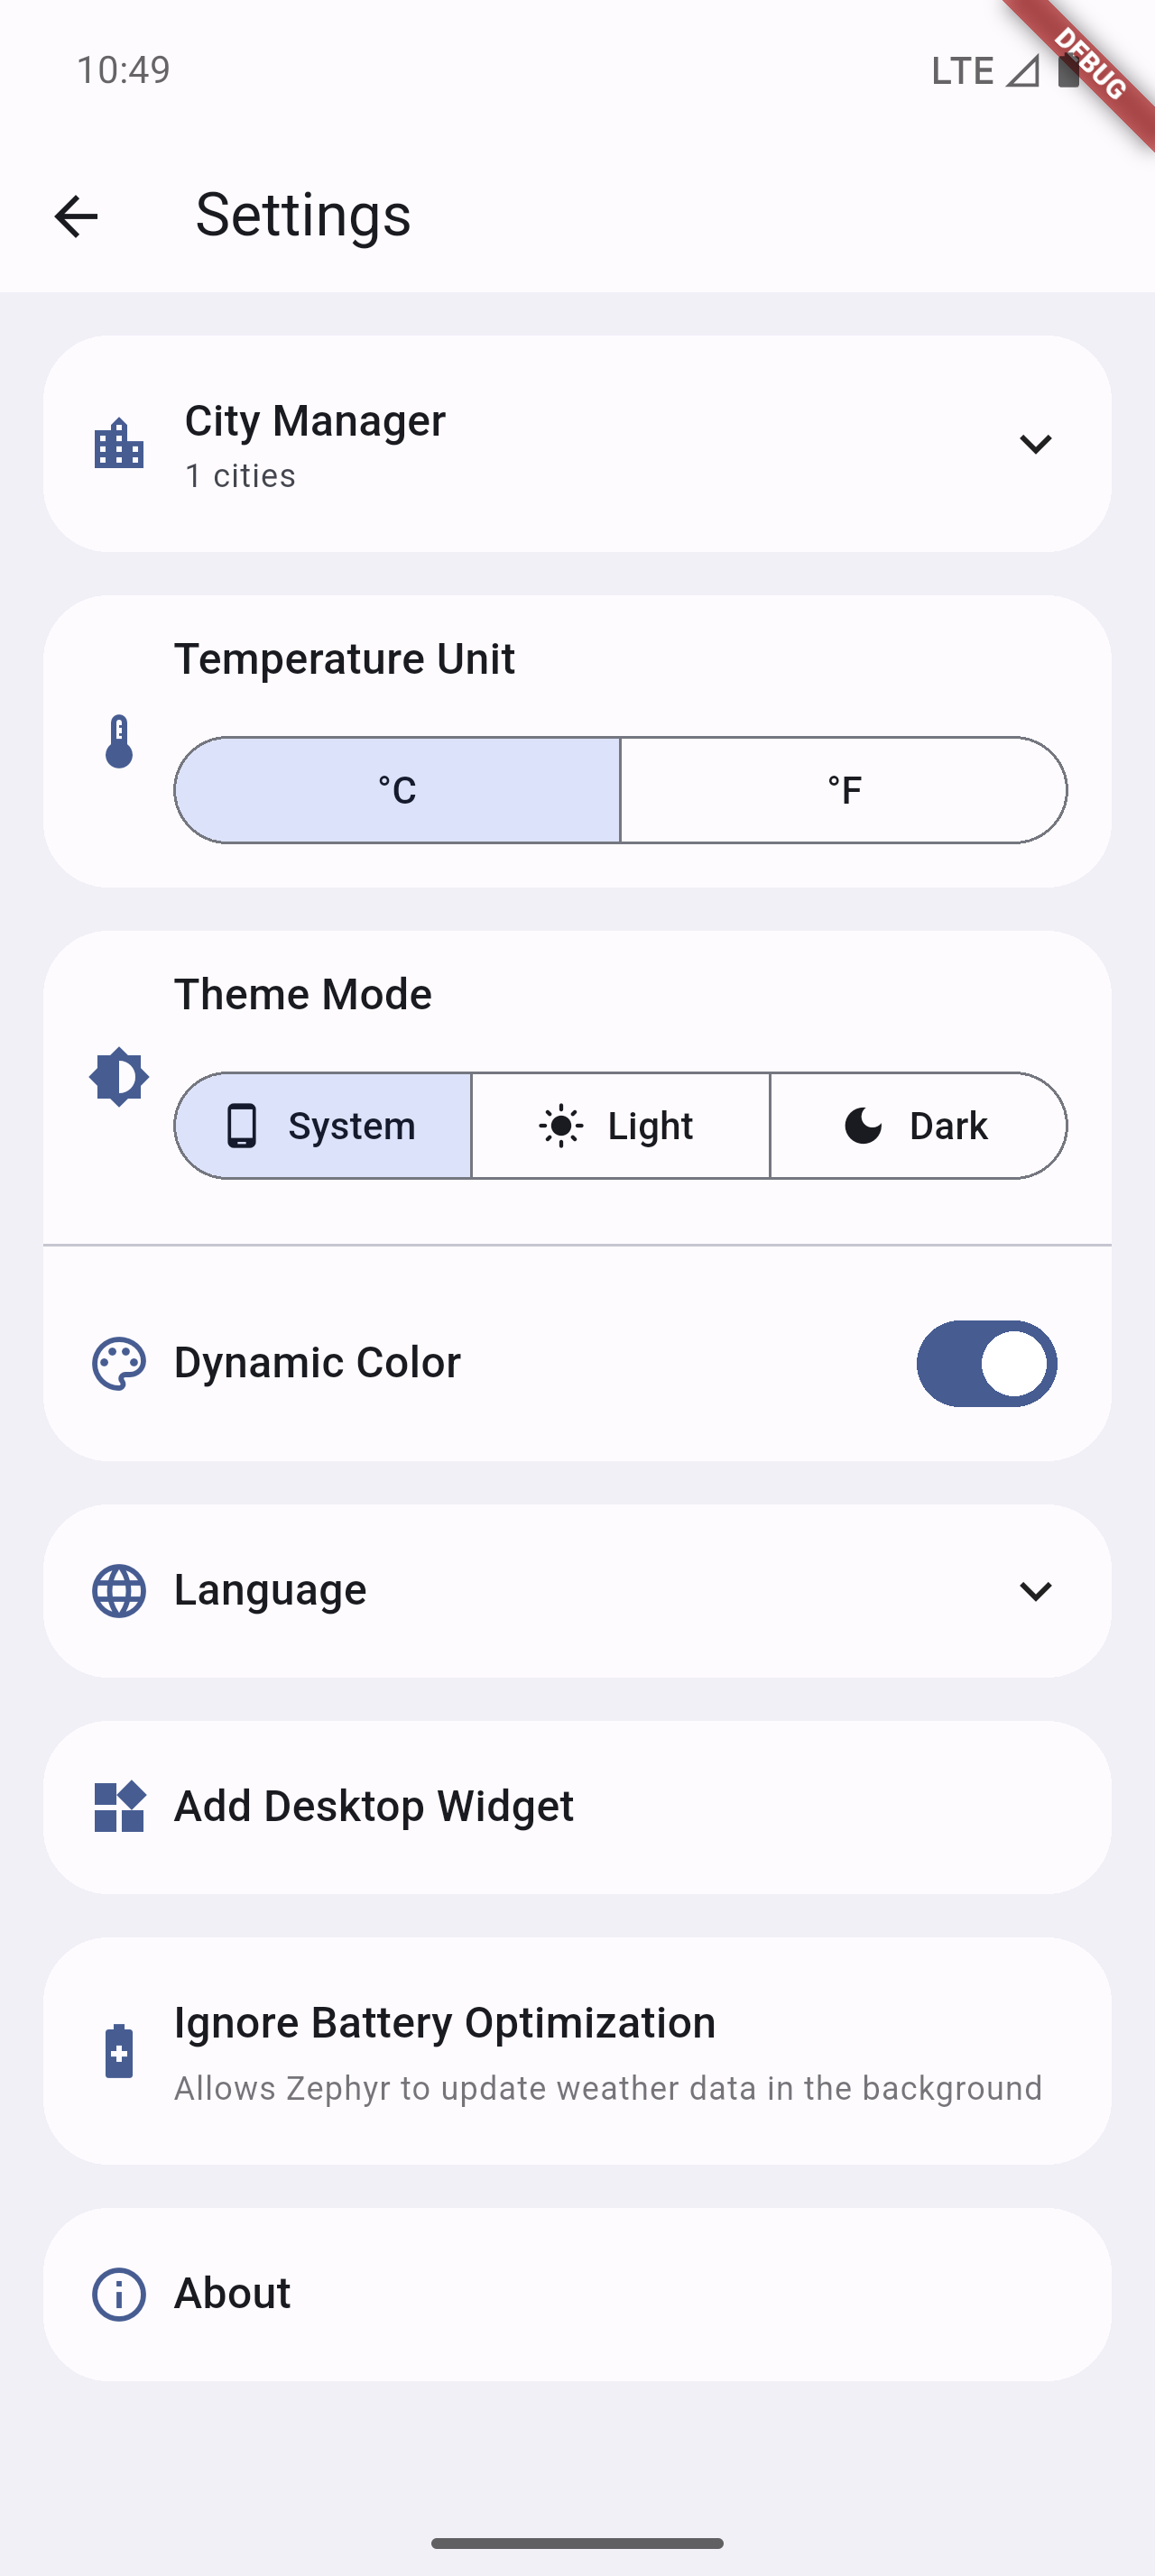 10:49
LTE
DEBUG
Settings
City Manager
1 cities
Temperature Unit
°C
°F
Theme Mode
System
Light
Dark
Dynamic Color
Language
Add Desktop Widget
Ignore Battery Optimization
Allows Zephyr to update weather data in the background
About